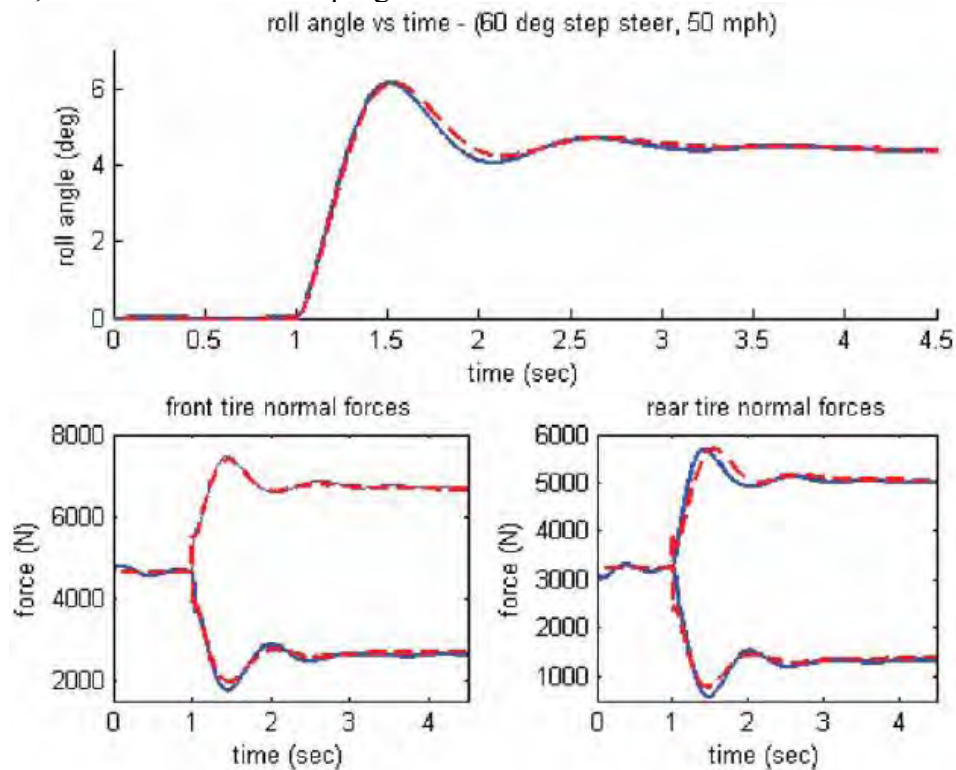 roll angle vs time - (60 deg step steer, 50 mph)
6
4
2
0
roll angle (deg)
0 0.5 1 1.5 2 2.5 3 3.5 4 4.5
time (sec)
front tire normal forces
8000
6000
4000
2000
force (N)
0 1 2 3 4
time (sec)
rear tire normal forces
6000
5000
4000
3000
2000
1000
force (N)
0 1 2 3 4
time (sec)